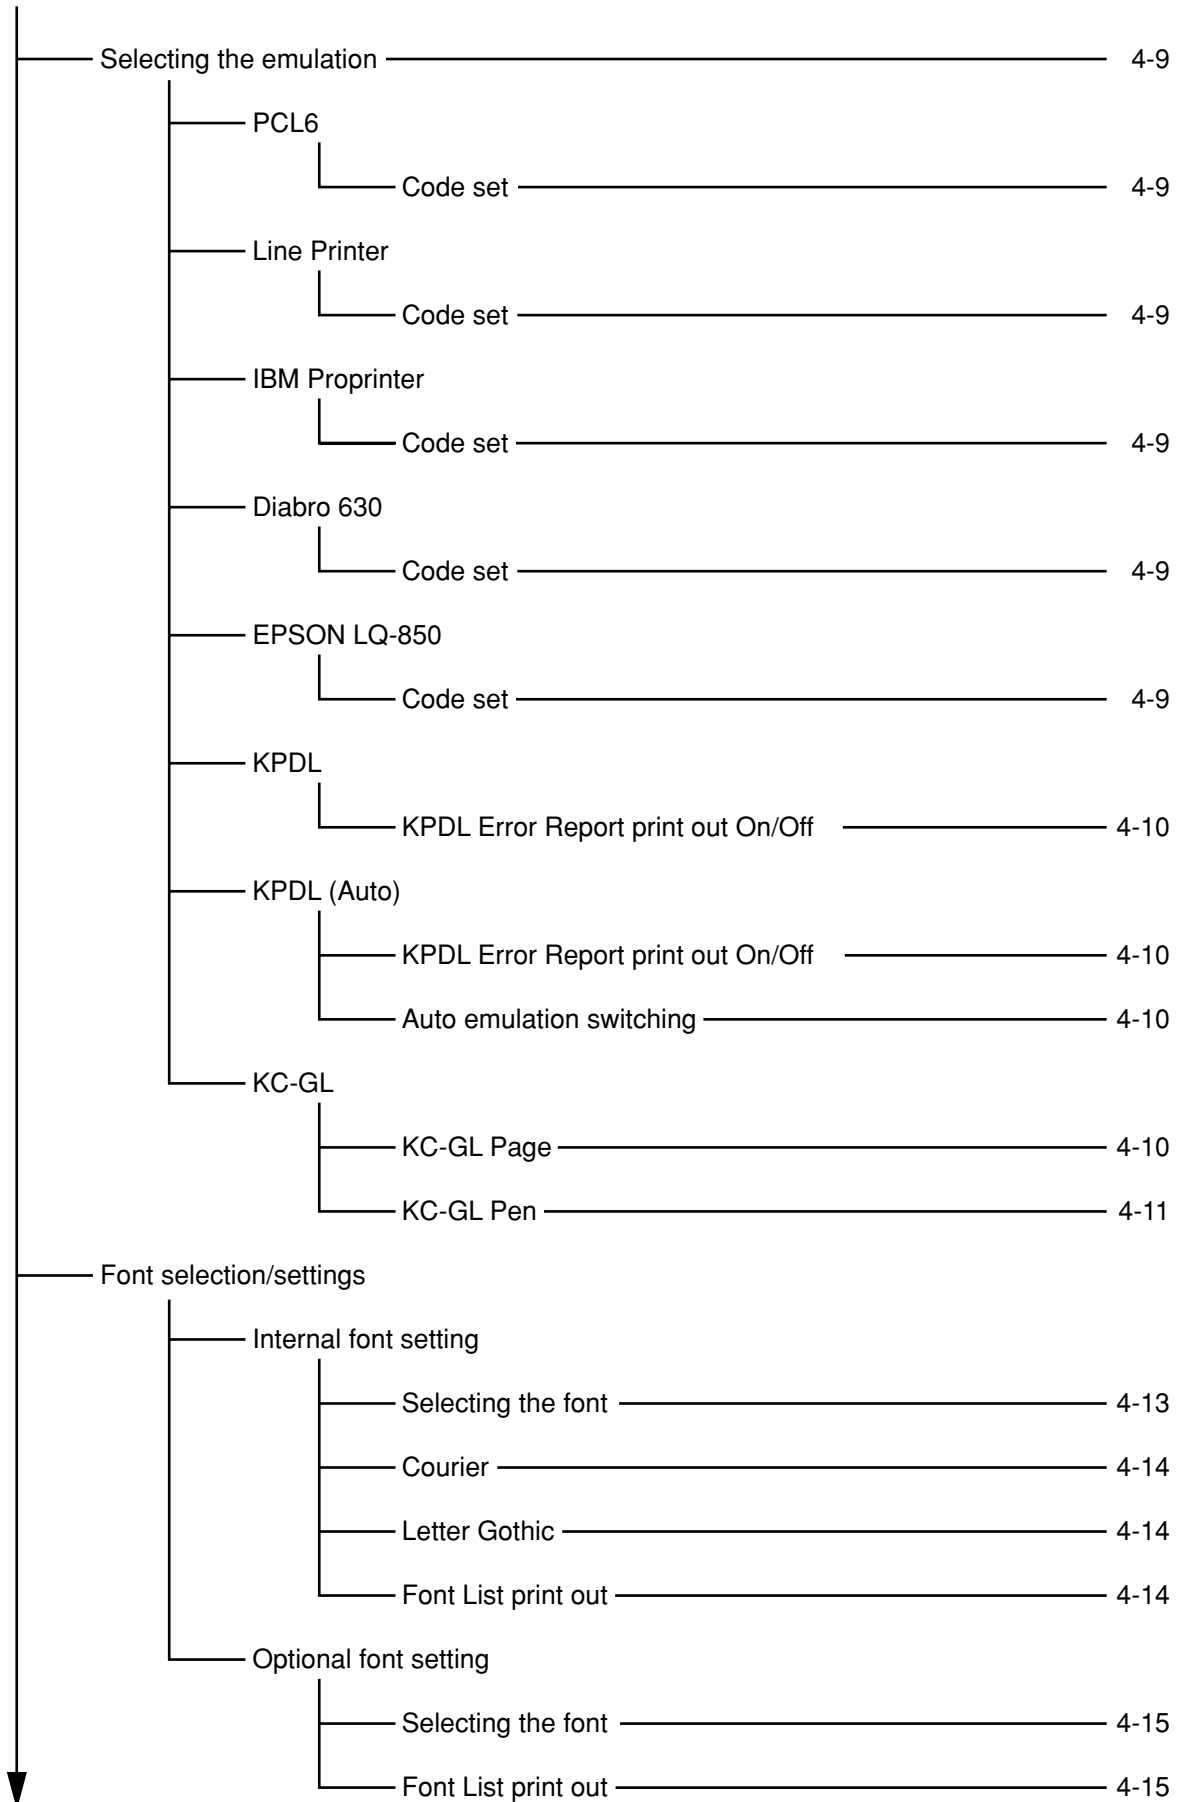 Selecting the emulation 4-9
PCL6
Code set 4-9
Line Printer
Code set 4-9
IBM Proprinter
Code set 4-9
Diabro 630
Code set 4-9
EPSON LQ-850
Code set 4-9
KPDL
KPDL Error Report print out On/Off 4-10
KPDL (Auto)
KPDL Error Report print out On/Off 4-10
Auto emulation switching 4-10
KC-GL
KC-GL Page 4-10
KC-GL Pen 4-11
Font selection/settings
Internal font setting
Selecting the font 4-13
Courier 4-14
Letter Gothic 4-14
Font List print out 4-14
Optional font setting
Selecting the font 4-15
Font List print out 4-15